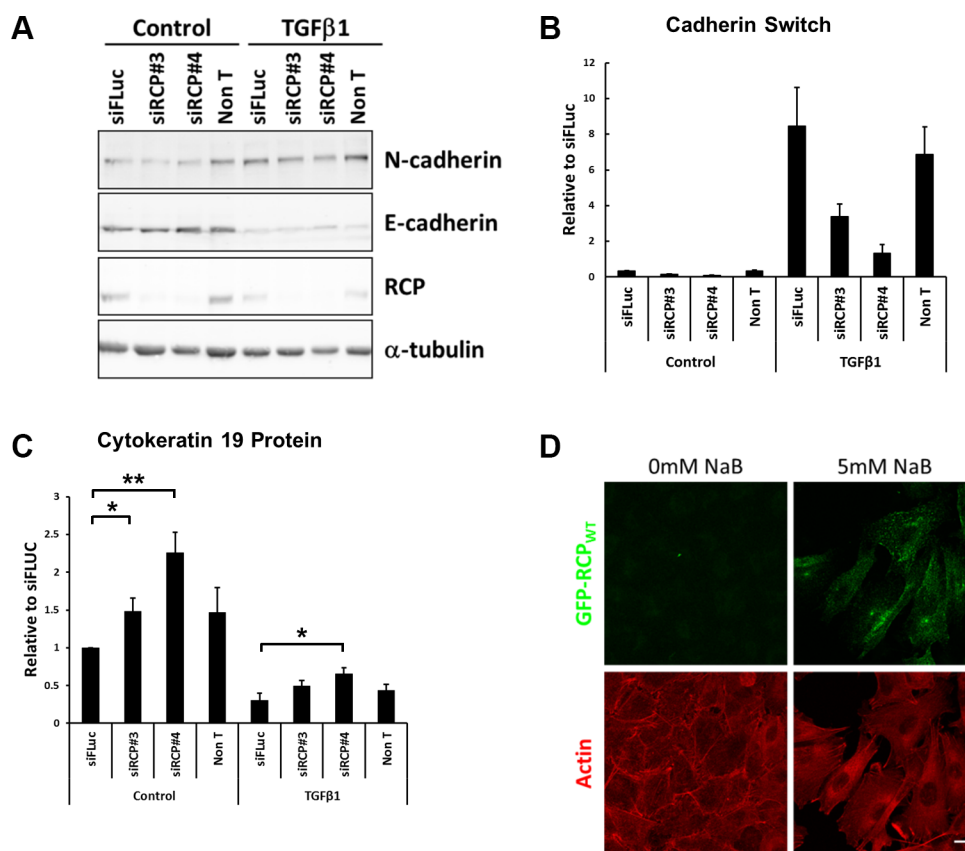 A
Control
TGFβ1
siFLuc
siRCP#3
siRCP#4
Non T
siFLuc
siRCP#3
siRCP#4
Non T
N-cadherin
E-cadherin
RCP
α-tubulin
B
Cadherin Switch
Relative to siFLuc
12
10
8
6
4
2
0
siFLuc
siRCP#3
siRCP#4
Non T
siFLuc
siRCP#3
siRCP#4
Non T
Control
TGFβ1
C
Cytokeratin 19 Protein
Relative to siFLUC
3
2.5
2
1.5
1
0.5
0
**
*
*
siFLuc
siRCP#3
siRCP#4
Non T
siFLuc
siRCP#3
siRCP#4
Non T
Control
TGFβ1
D
0mM NaB
5mM NaB
GFP-RCPWT
Actin